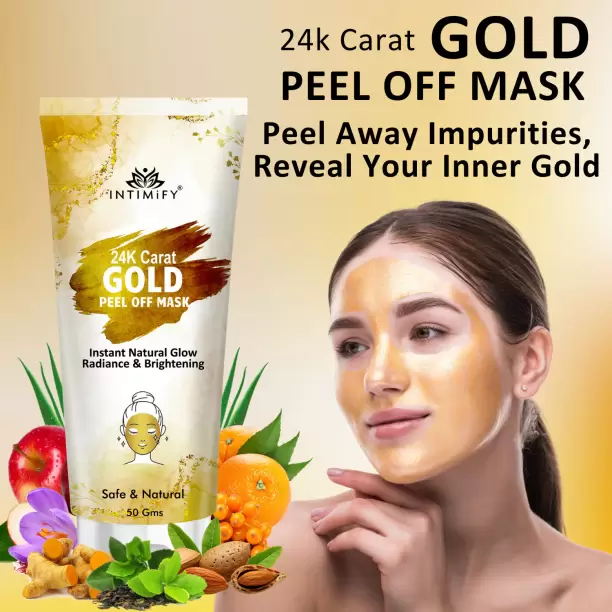 24k Carat GOLD
PEEL OFF MASK
Peel Away Impurities,
Reveal Your Inner Gold
INTIMiFY®
24K Carat
GOLD
PEEL OFF MASK
Instant Natural Glow
Radiance & Brightening
Safe & Natural
50 Gms